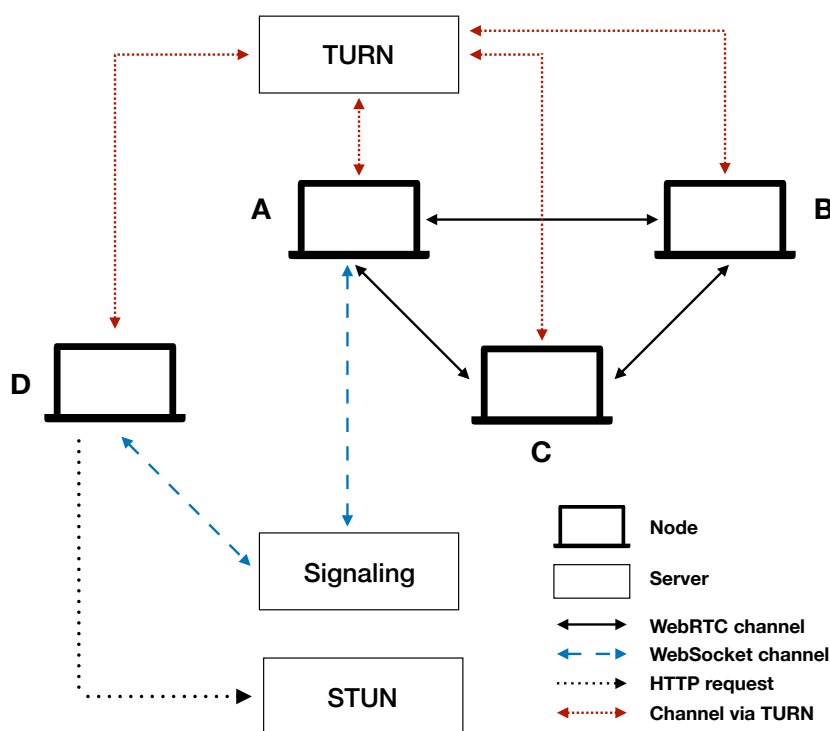 TURN
A
B
D
C
Signaling
STUN
Node
Server
WebRTC channel
WebSocket channel
HTTP request
Channel via TURN